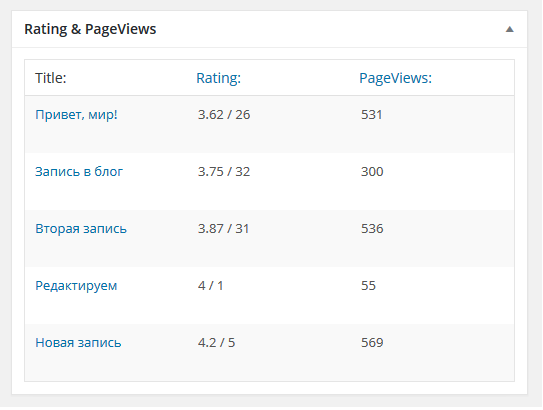 Rating & PageViews
Title: Rating: PageViews:
Привет, мир! 3.62 / 26 531
Запись в блог 3.75 / 32 300
Вторая запись 3.87 / 31 536
Редактируем 4 / 1 55
Новая запись 4.2 / 5 569